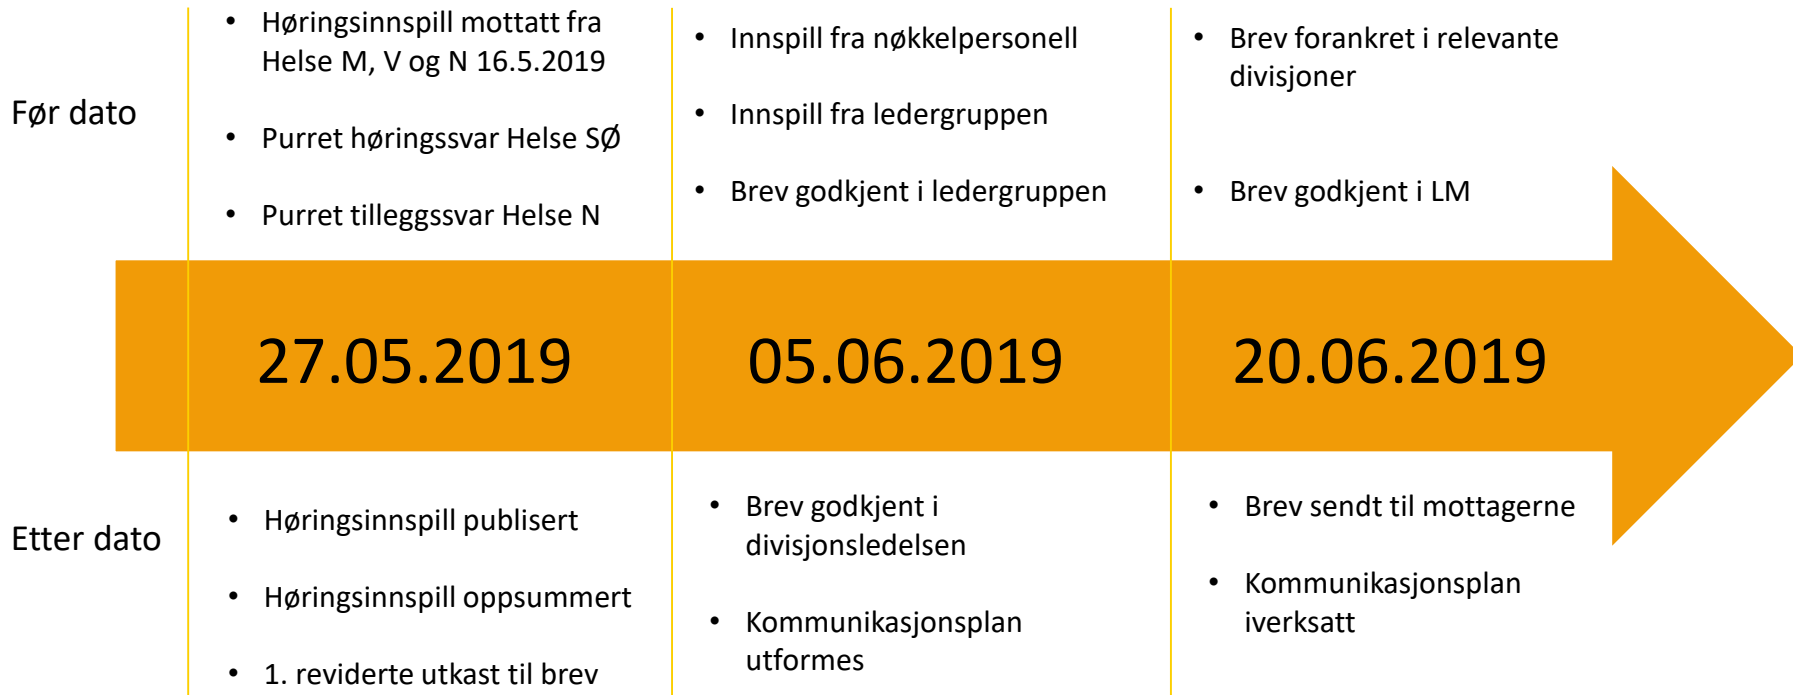 Før dato
• Høringsinnspill mottatt fra
Helse M, V og N 16.5.2019
• Purret høringssvar Helse SØ
• Purret tilleggssvar Helse N
• Innspill fra nøkkelpersonell
• Innspill fra ledergruppen
• Brev godkjent i ledergruppen
• Brev forankret i relevante
divisjoner
• Brev godkjent i LM
27.05.2019
05.06.2019
20.06.2019
Etter dato
• Høringsinnspill publisert
• Høringsinnspill oppsummert
• 1. reviderte utkast til brev
• Brev godkjent i
divisjonsledelsen
• Kommunikasjonsplan
utformes
• Brev sendt til mottagerne
• Kommunikasjonsplan
iverksatt